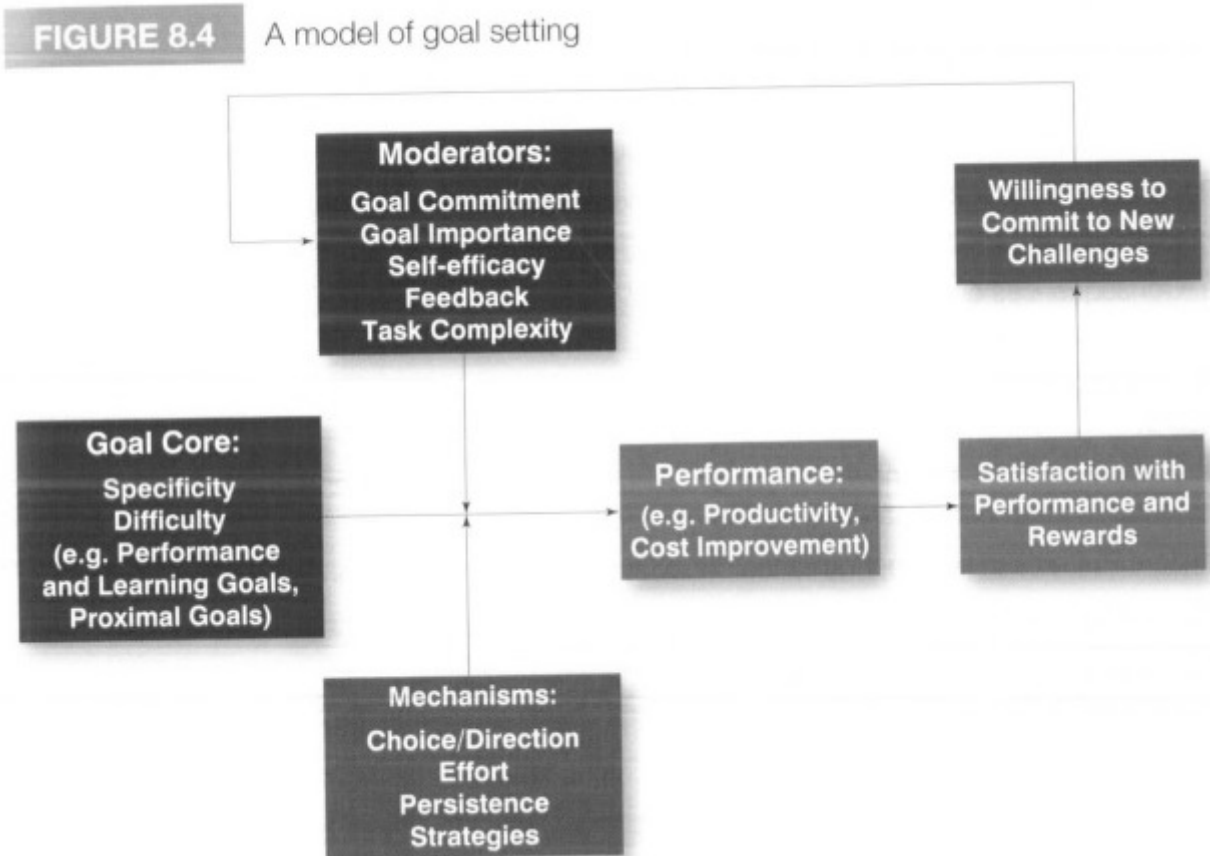 FIGURE 8.4 A model of goal setting
Moderators:
Goal Commitment
Goal Importance
Self-efficacy
Feedback
Task Complexity
Willingness to
Commit to New
Challenges
Goal Core:
Specificity
Difficulty
(e.g. Performance
and Learning Goals,
Proximal Goals)
Performance:
(e.g. Productivity,
Cost Improvement)
Satisfaction with
Performance and
Rewards
Mechanisms:
Choice/Direction
Effort
Persistence
Strategies